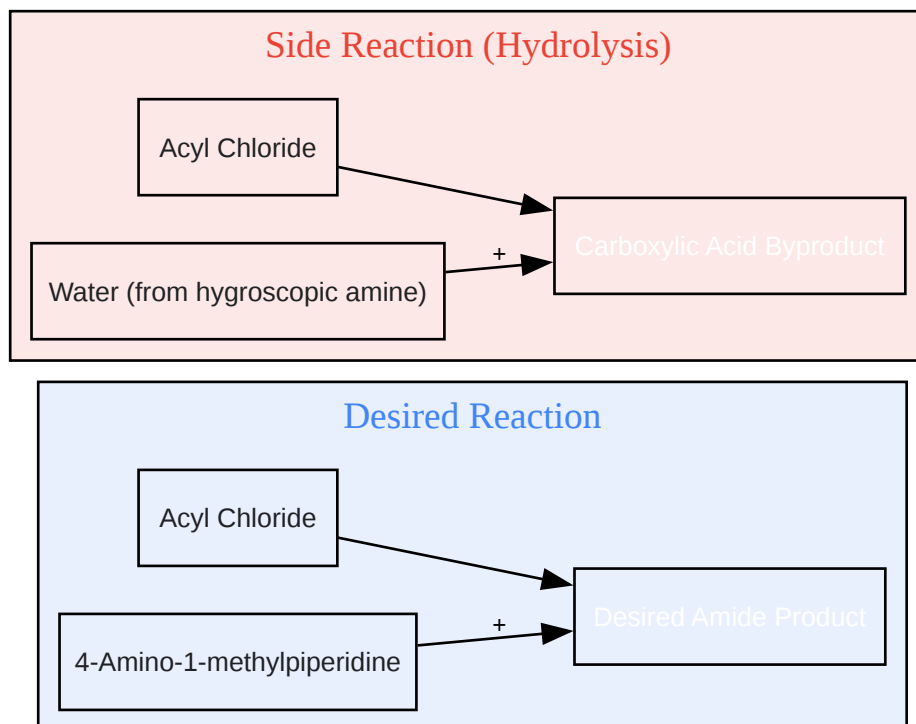 Side Reaction (Hydrolysis)
Acyl Chloride
Carboxylic Acid Byproduct
+
Water (from hygroscopic amine)
Desired Reaction
Acyl Chloride
Desired Amide Product
+
4-Amino-1-methylpiperidine